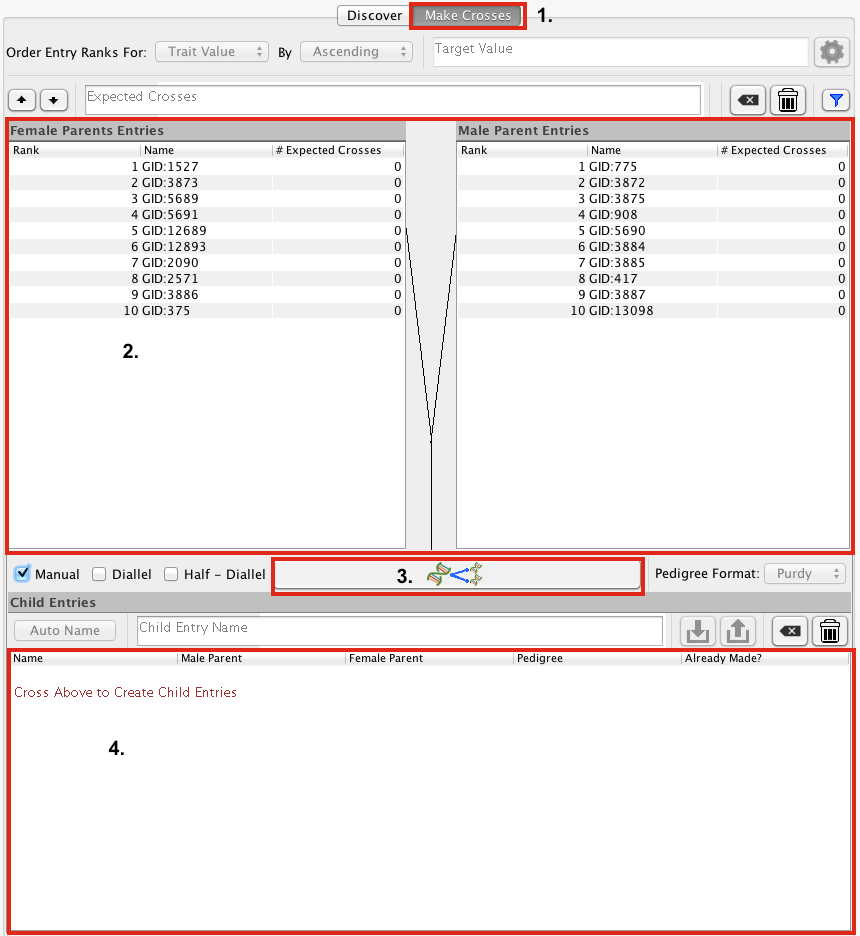 Discover Make Crosses 1.
Order Entry Ranks For: Trait Value By Ascending Target Value
Expected Crosses
Female Parents Entries Male Parent Entries
Rank Name # Expected Crosses Rank Name # Expected Crosses
1 GID:1527 0 1 GID:775 0
2 GID:3873 0 2 GID:3872 0
3 GID:5689 0 3 GID:3875 0
4 GID:5691 0 4 GID:908 0
5 GID:12689 0 5 GID:5690 0
6 GID:12893 0 6 GID:3884 0
7 GID:2090 0 7 GID:3885 0
8 GID:2571 0 8 GID:417 0
9 GID:3886 0 9 GID:3887 0
10 GID:375 0 10 GID:13098 0
2.
Manual Diallel Half - Diallel 3. Pedigree Format: Purdy
Child Entries
Auto Name Child Entry Name
Name Male Parent Female Parent Pedigree Already Made?
Cross Above to Create Child Entries
4.